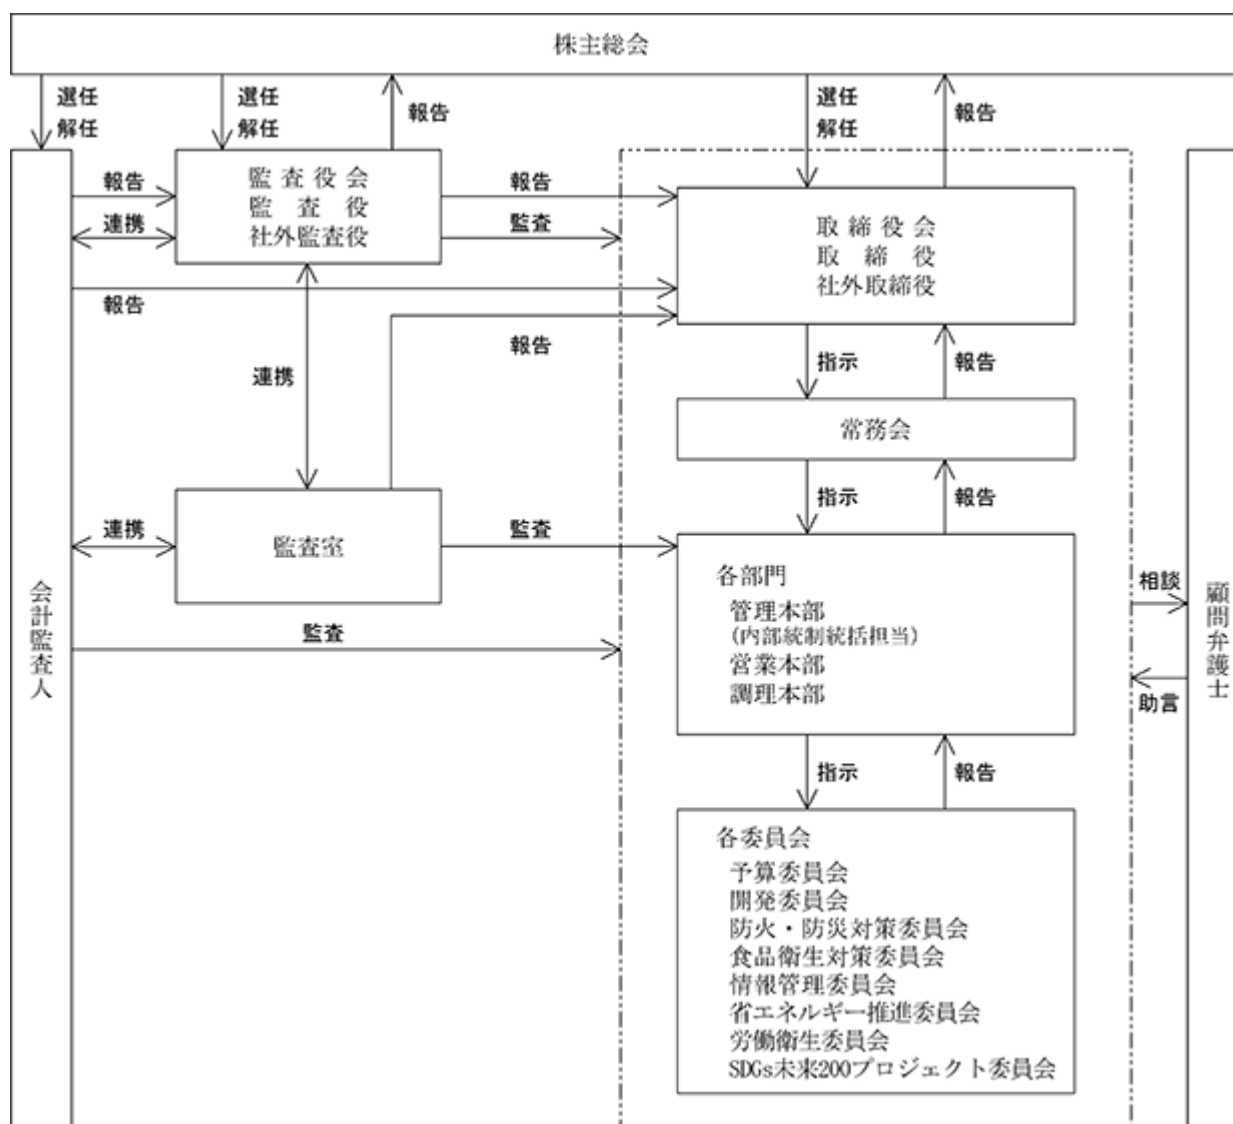 株主総会
選任
解任
選任
解任
報告
選任
解任
報告
報告
連携
監査役会
監査役
社外監査役
報告
監査
取締役会
取締役
社外取締役
報告
報告
連携
指示
報告
常務会
指示
報告
連携
監査室
監査
各部門
管理本部
(内部統制統括担当)
営業本部
調理本部
会計監査人
監査
相談
助言
顧問弁護士
指示
報告
各委員会
予算委員会
開発委員会
防火・防災対策委員会
食品衛生対策委員会
情報管理委員会
省エネルギー推進委員会
労働衛生委員会
SDGs未来200プロジェクト委員会